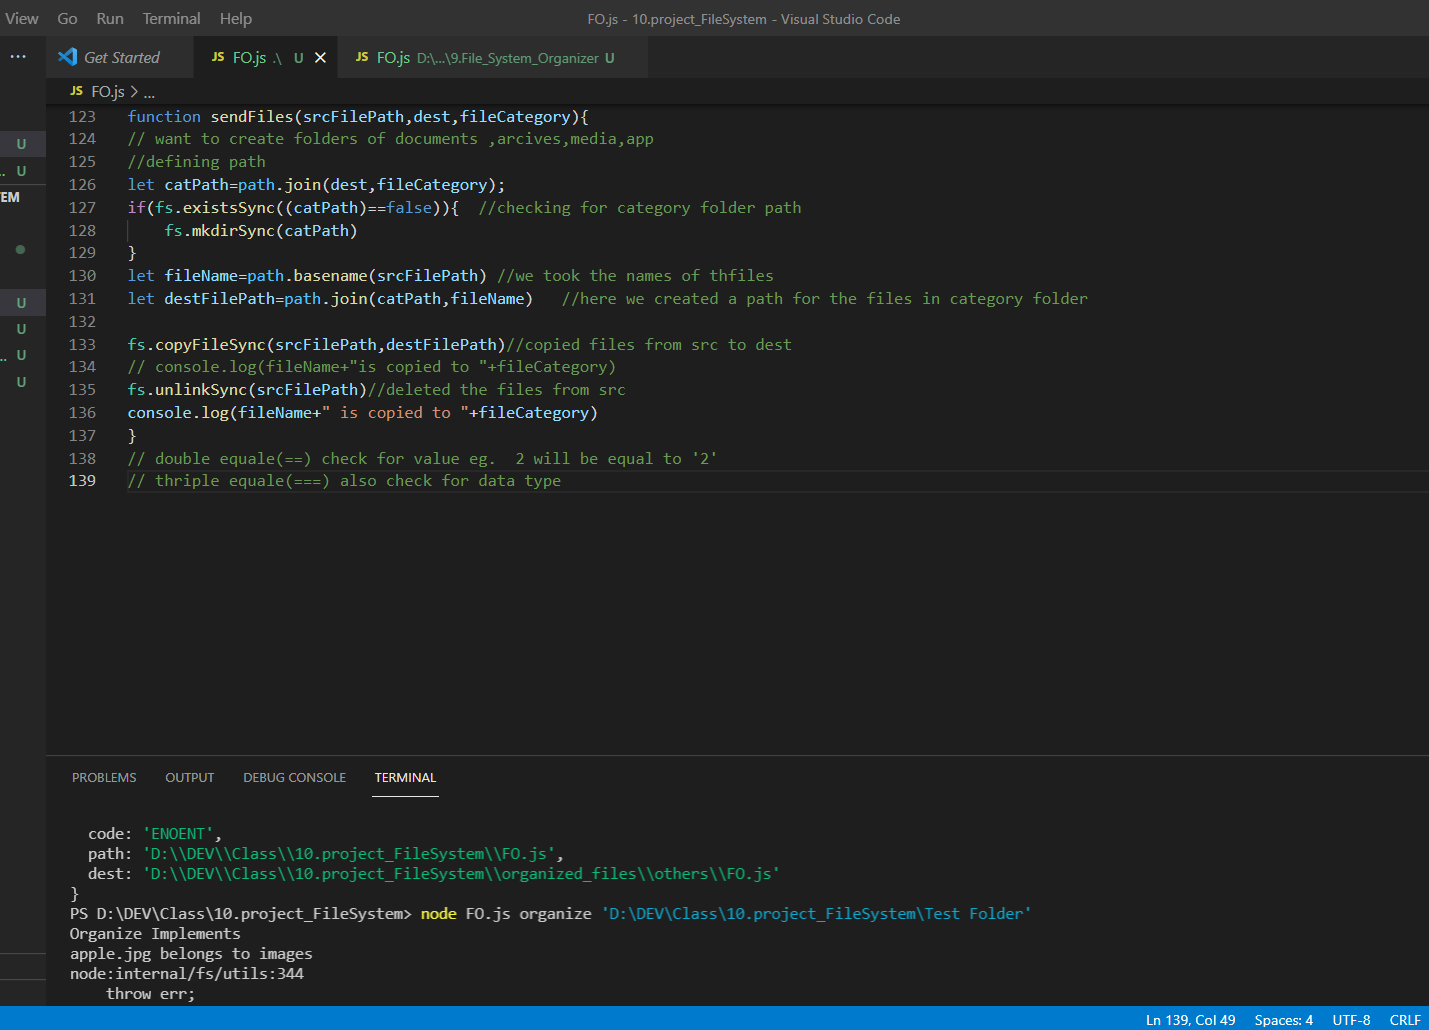 View Go Run Terminal Help FO.js - 10.project_FileSystem - Visual Studio Code
... Get Started JS FO.js .\ U JS FO.js D:\...\9.File_System_Organizer U
JS FO.js > ...
123 function sendFiles(srcFilePath,dest,fileCategory){
124 // want to create folders of documents ,arcives,media,app
U
125 //defining path
.. U
126 let catPath=path.join(dest,fileCategory);
EM
127 if(fs.existsSync((catPath)==false)){ //checking for category folder path
128 fs.mkdirSync(catPath)
129 }
130 let fileName=path.basename(srcFilePath) //we took the names of thfiles
131 let destFilePath=path.join(catPath,fileName) //here we created a path for the files in category folder
U
132
U
133 fs.copyFileSync(srcFilePath,destFilePath)//copied files from src to dest
.. U
134 // console.log(fileName+"is copied to "+fileCategory)
U
135 fs.unlinkSync(srcFilePath)//deleted the files from src
136 console.log(fileName+" is copied to "+fileCategory)
137 }
138 // double equale(==) check for value eg.  2 will be equal to '2'
139 // thriple equale(===) also check for data type
PROBLEMS OUTPUT DEBUG CONSOLE TERMINAL
code: 'ENOENT',
path: 'D:\\DEV\\Class\\10.project_FileSystem\\FO.js',
dest: 'D:\\DEV\\Class\\10.project_FileSystem\\organized_files\\others\\FO.js'
}
PS D:\DEV\Class\10.project_FileSystem> node FO.js organize 'D:\DEV\Class\10.project_FileSystem\Test Folder'
Organize Implements
apple.jpg belongs to images
node:internal/fs/utils:344
throw err;
Ln 139, Col 49 Spaces: 4 UTF-8 CRLF